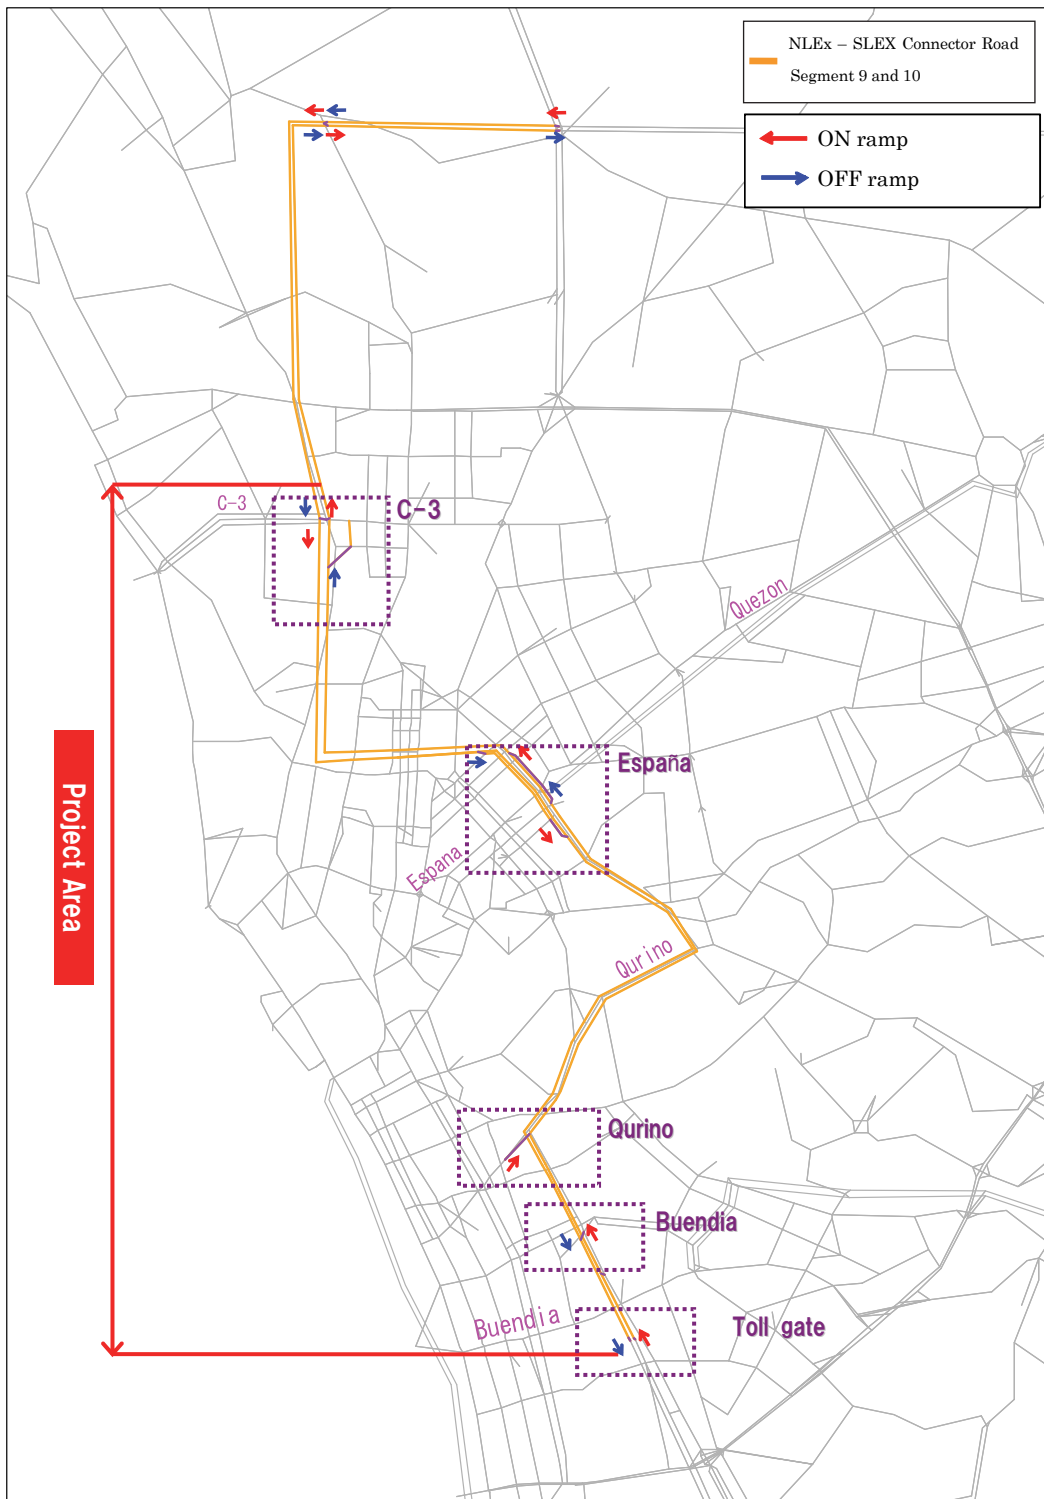 NLEx – SLEX Connector Road
Segment 9 and 10
ON ramp
OFF ramp
C-3
C-3
Quezon
España
Espana
Project Area
Qurino
Qurino
Buendia
Buendia
Toll gate